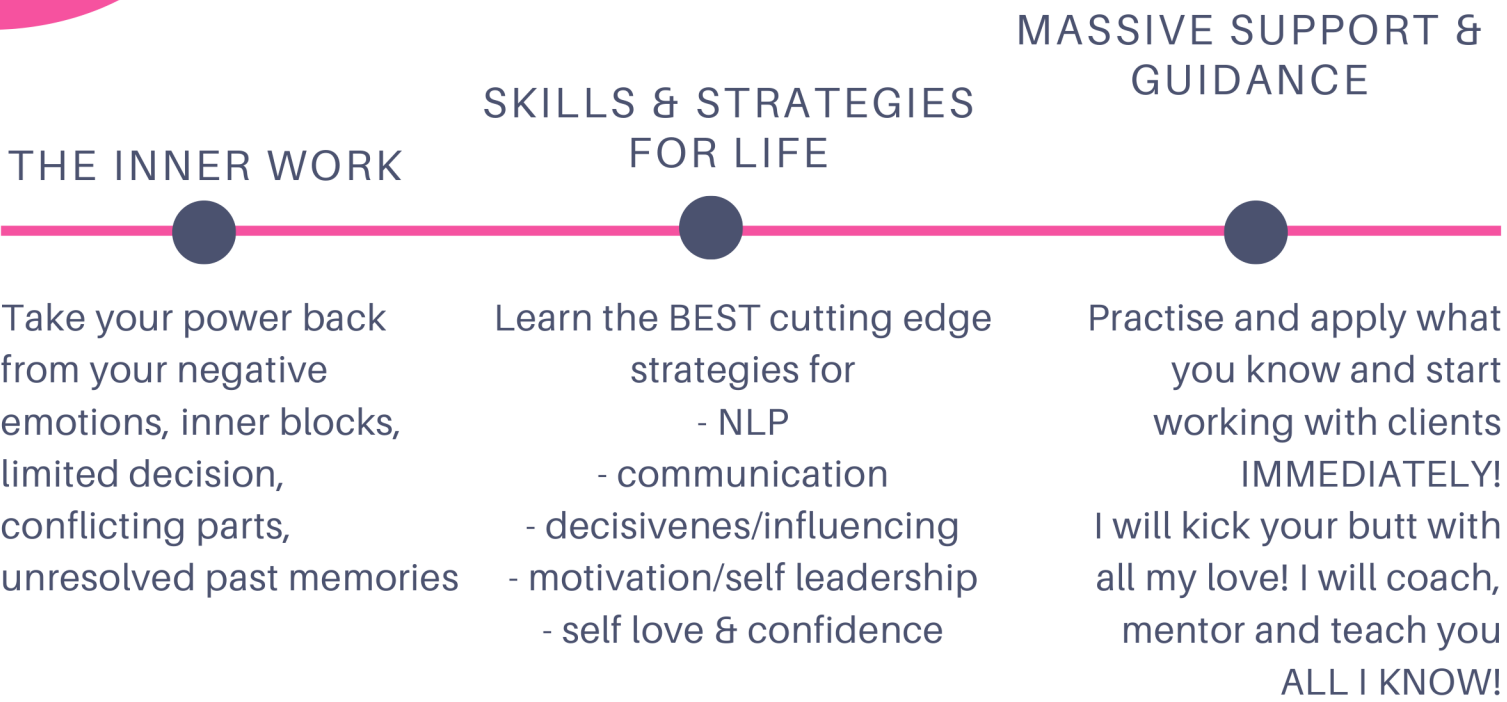 THE INNER WORK
Take your power back
from your negative
emotions, inner blocks,
limited decision,
conflicting parts,
unresolved past memories
SKILLS & STRATEGIES
FOR LIFE
Learn the BEST cutting edge
strategies for
- NLP
- communication
- decisivenes/influencing
- motivation/self leadership
- self love & confidence
MASSIVE SUPPORT &
GUIDANCE
Practise and apply what
you know and start
working with clients
IMMEDIATELY!
I will kick your butt with
all my love! I will coach,
mentor and teach you
ALL I KNOW!